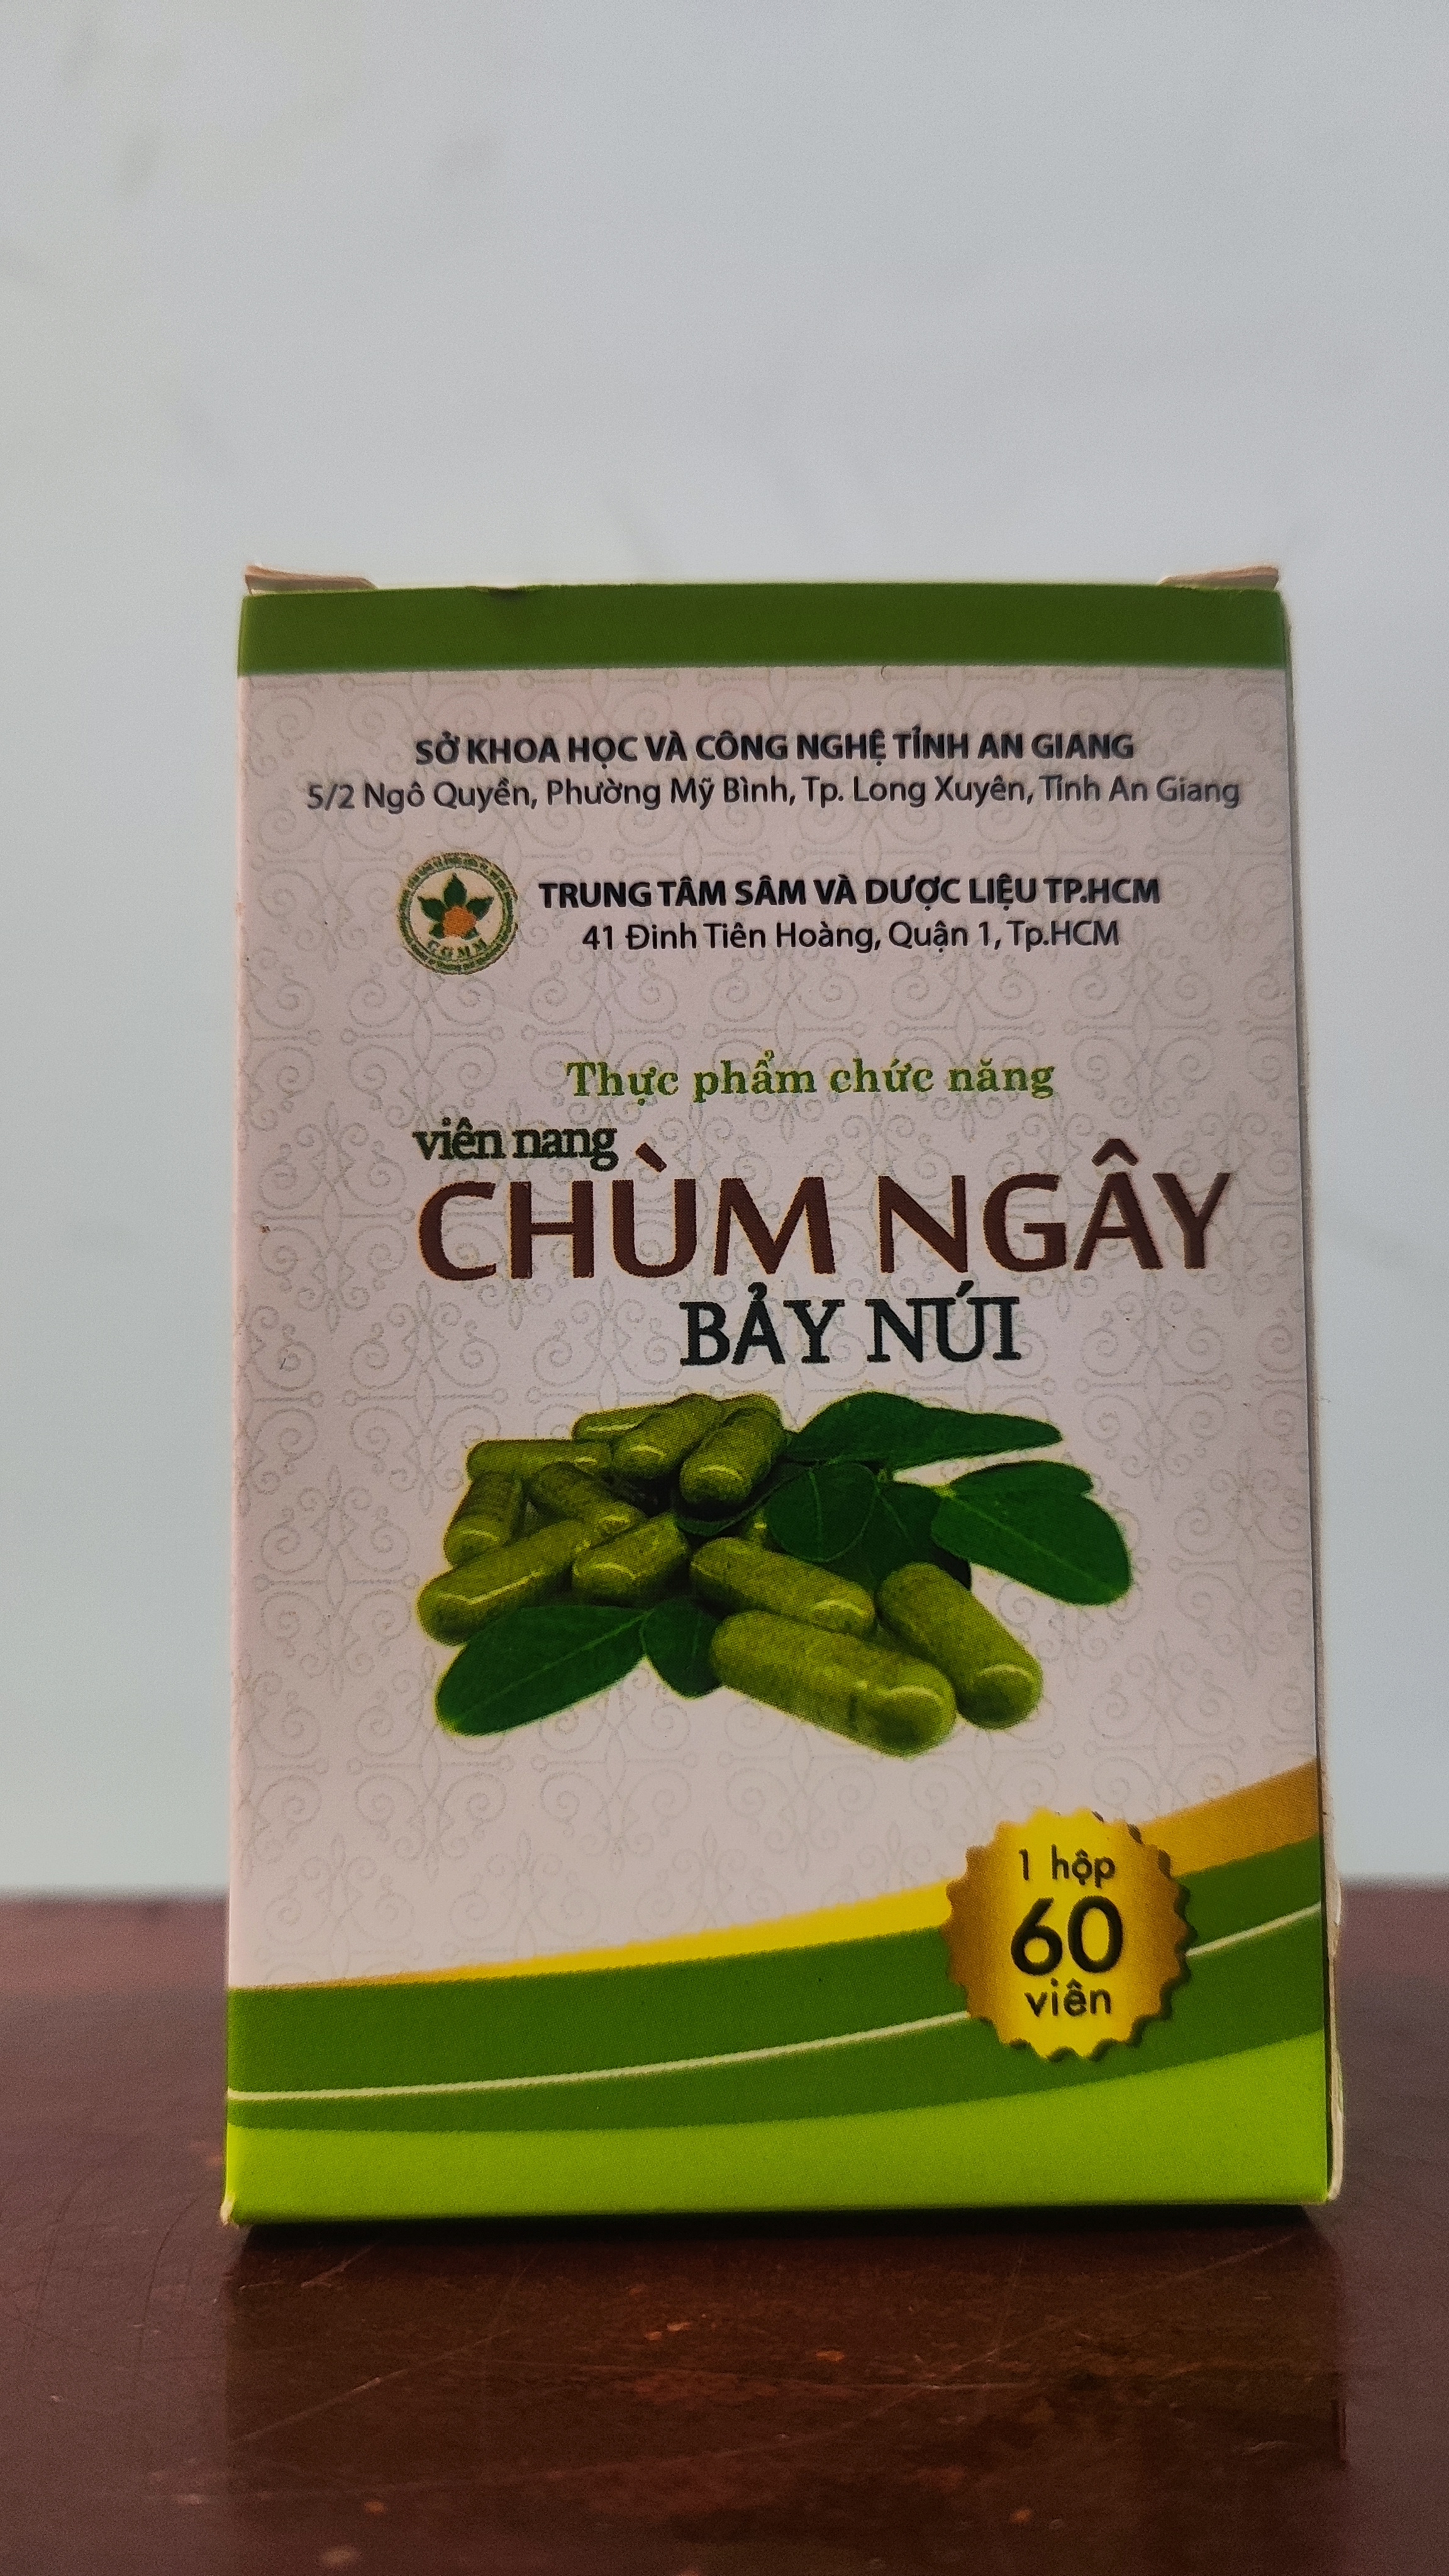 SỞ KHOA HỌC VÀ CÔNG NGHỆ TỈNH AN GIANG
5/2 Ngô Quyền, Phường Mỹ Bình, Tp. Long Xuyên, Tỉnh An Giang
TRUNG TÂM SÂM VÀ DƯỢC LIỆU TP.HCM
41 Đinh Tiên Hoàng, Quận 1, Tp.HCM
Thực phẩm chức năng
viên nang
CHÙM NGÂY
BẢY NÚI
1 hộp
60
viên